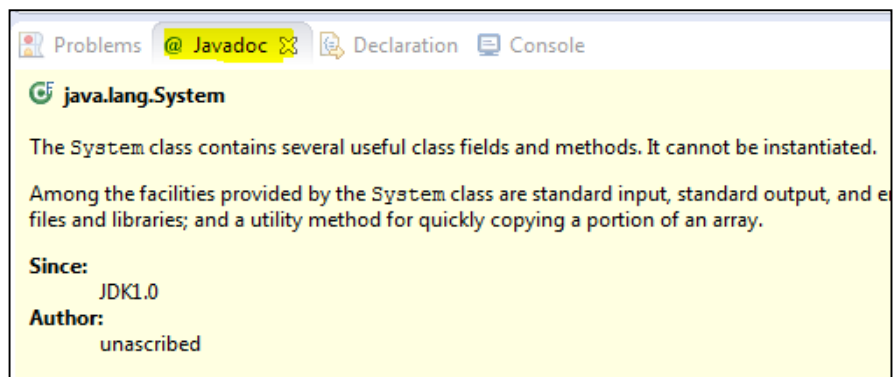 Problems @ Javadoc Declaration Console
java.lang.System
The System class contains several useful class fields and methods. It cannot be instantiated.
Among the facilities provided by the System class are standard input, standard output, and
files and libraries; and a utility method for quickly copying a portion of an array.
Since:
JDK1.0
Author:
unascribed